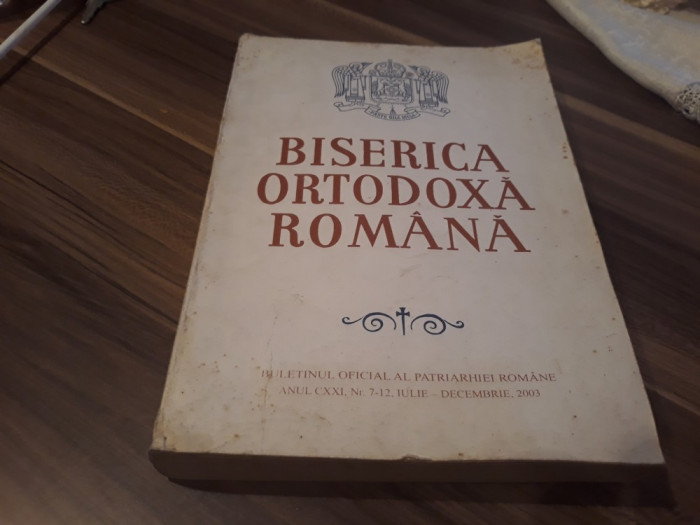 BISERICA
ORTODOXĂ
ROMÂNĂ
BULETINUL OFICIAL AL PATRIARHIEI ROMÂNE
ANUL CXXI, Nr. 7-12, IULIE – DECEMBRIE, 2003